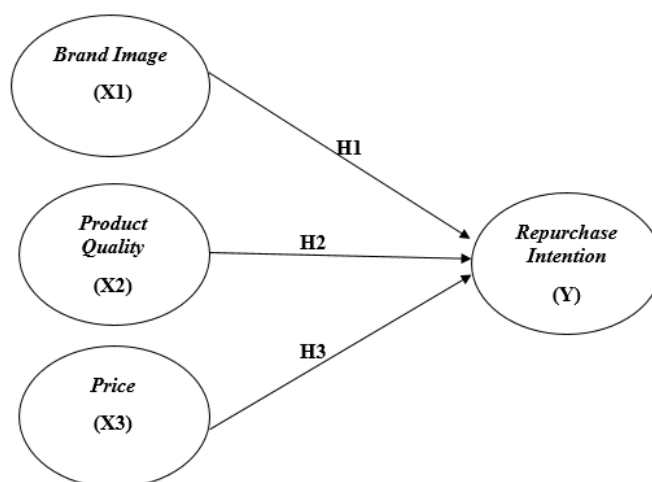 Brand Image
(X1)
H1
Product
Quality
(X2)
H2
Repurchase
Intention
(Y)
H3
Price
(X3)